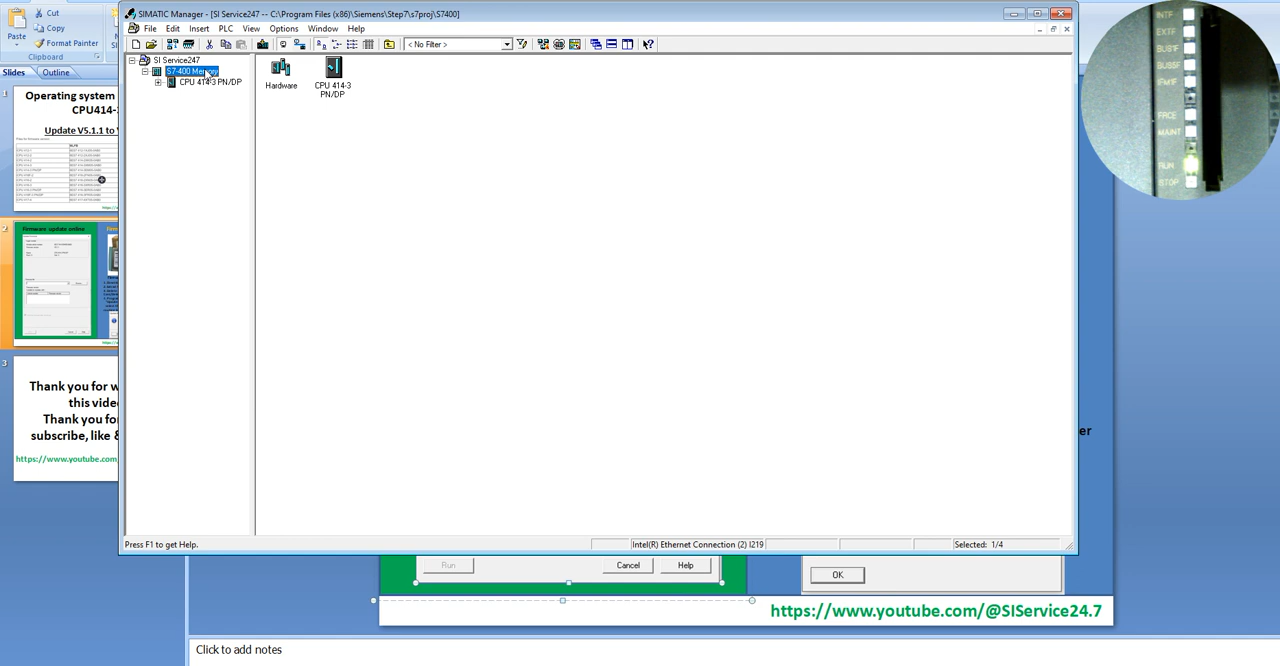 Cut
Copy
Format Painter
Paste
Clipboard
Slides
Outline
1
Operating system
CPU414-
Update V5.1.1 to
2
Firmware update online
3
Thank you for w
this vide
Thank you for
subscribe, like &
https://www.youtube.com/
SIMATIC Manager - [SI Service247 -- C:\Program Files (x86)\Siemens\Step7\s7proj\S7400]
File Edit Insert PLC View Options Window Help
< No Filter >
SI Service247
S7-400 Memory
CPU 414-3 PN/DP
Hardware
CPU 414-3
PN/DP
Press F1 to get Help.
Intel(R) Ethernet Connection (2) I219
Selected: 1/4
INTF
EXTF
BUS1F
BUS5F
IFM1F
FRCE
MAINT
RUN
STOP
er
Run
Cancel
Help
OK
https://www.youtube.com/@SIService24.7
Click to add notes